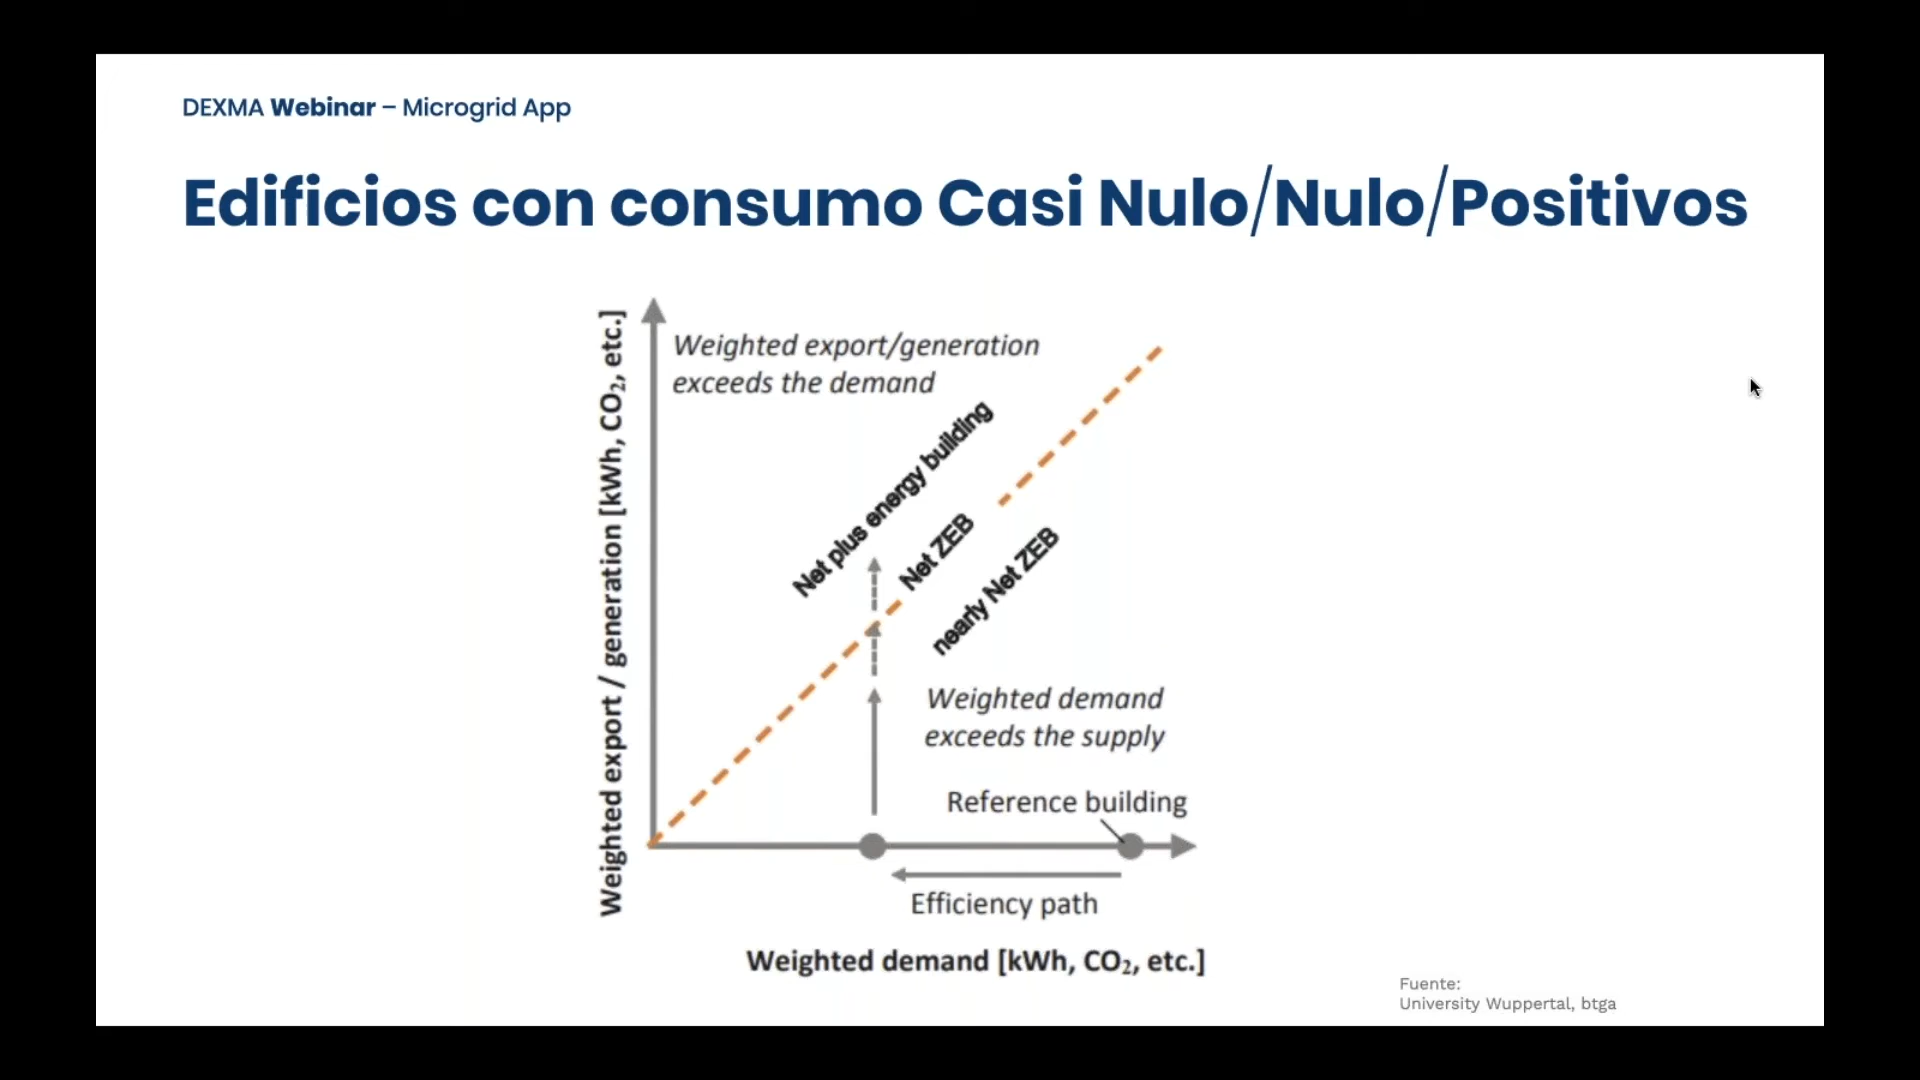 DEXMA Webinar – Microgrid App
Edificios con consumo Casi Nulo/Nulo/Positivos
Weighted export / generation [kWh, CO₂, etc.]
Weighted export/generation
exceeds the demand
Net plus energy building
Net ZEB
nearly Net ZEB
Weighted demand
exceeds the supply
Reference building
Efficiency path
Weighted demand [kWh, CO₂, etc.]
Fuente:
University Wuppertal, btga